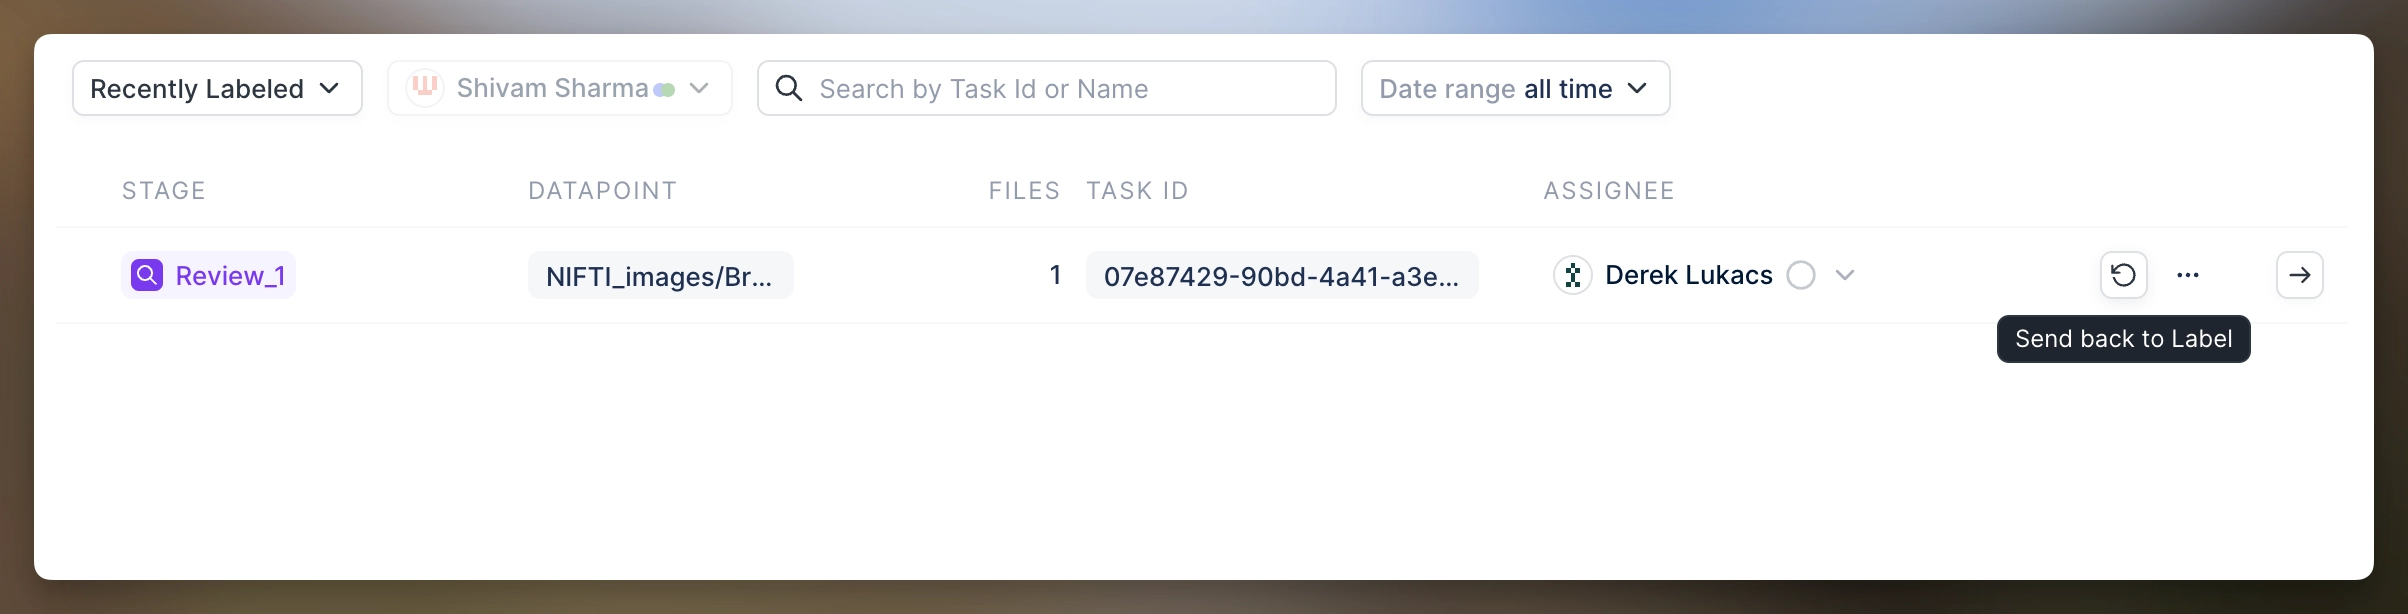 Recently Labeled Shivam Sharma Search by Task Id or Name Date range all time
STAGE DATAPOINT FILES TASK ID ASSIGNEE
Review_1 NIFTI_images/Br... 1 07e87429-90bd-4a41-a3e... Derek Lukacs
Send back to Label